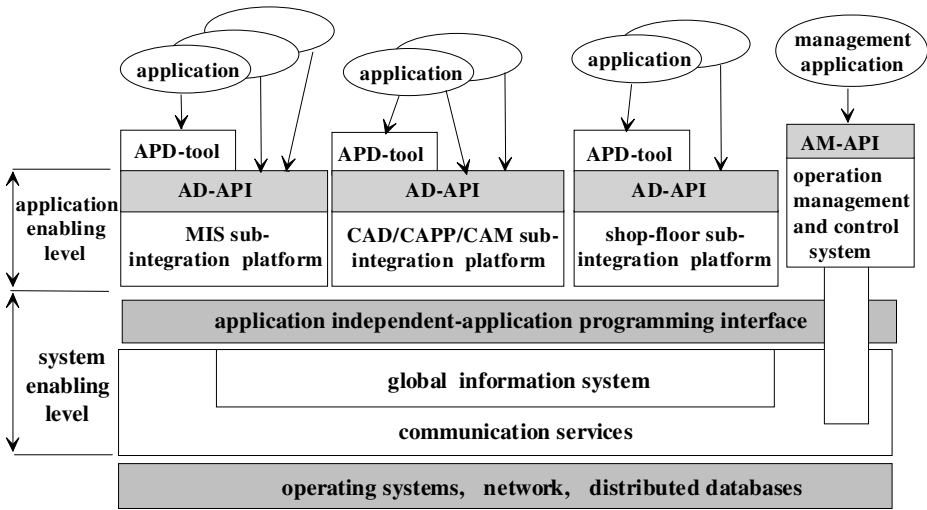 application
application
application
management
application
APD-tool
APD-tool
APD-tool
AM-API
AD-API
AD-API
AD-API
application
enabling
level
MIS sub-
integration platform
CAD/CAPP/CAM sub-
integration platform
shop-floor sub-
integration platform
operation
management
and control
system
application independent-application programming interface
system
enabling
level
global information system
communication services
operating systems, network, distributed databases